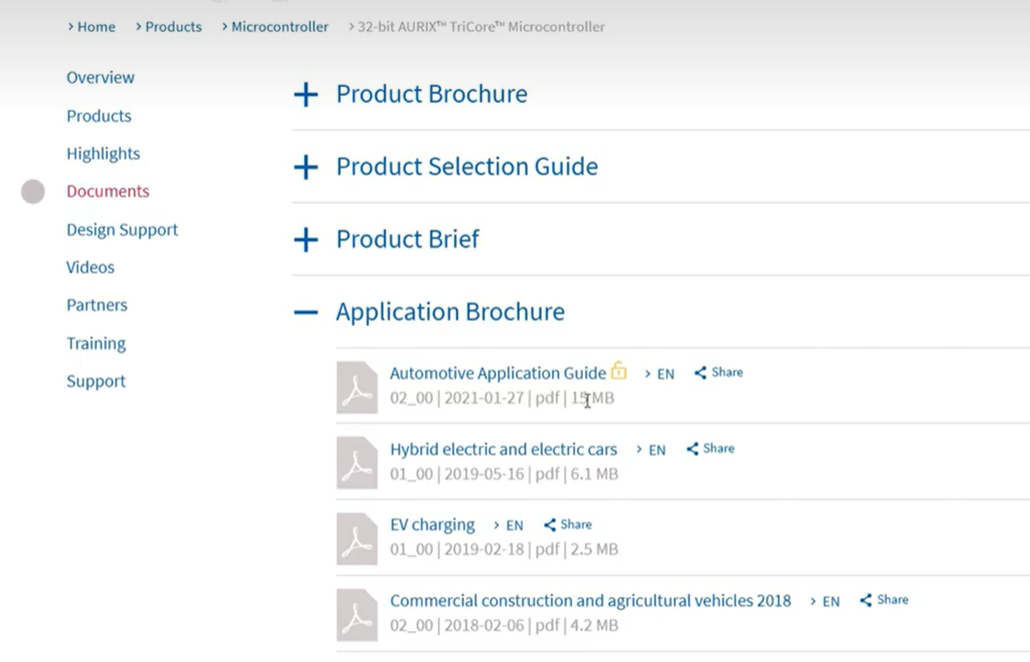 Home Products Microcontroller 32-bit AURIX™ TriCore™ Microcontroller
Overview
Products
Highlights
Documents
Design Support
Videos
Partners
Training
Support
Product Brochure
Product Selection Guide
Product Brief
Application Brochure
Automotive Application Guide EN Share
02_00 | 2021-01-27 | pdf | MB
Hybrid electric and electric cars EN Share
01_00 | 2019-05-16 | pdf | 6.1 MB
EV charging EN Share
01_00 | 2019-02-18 | pdf | 2.5 MB
Commercial construction and agricultural vehicles 2018 EN Share
02_00 | 2018-02-06 | pdf | 4.2 MB